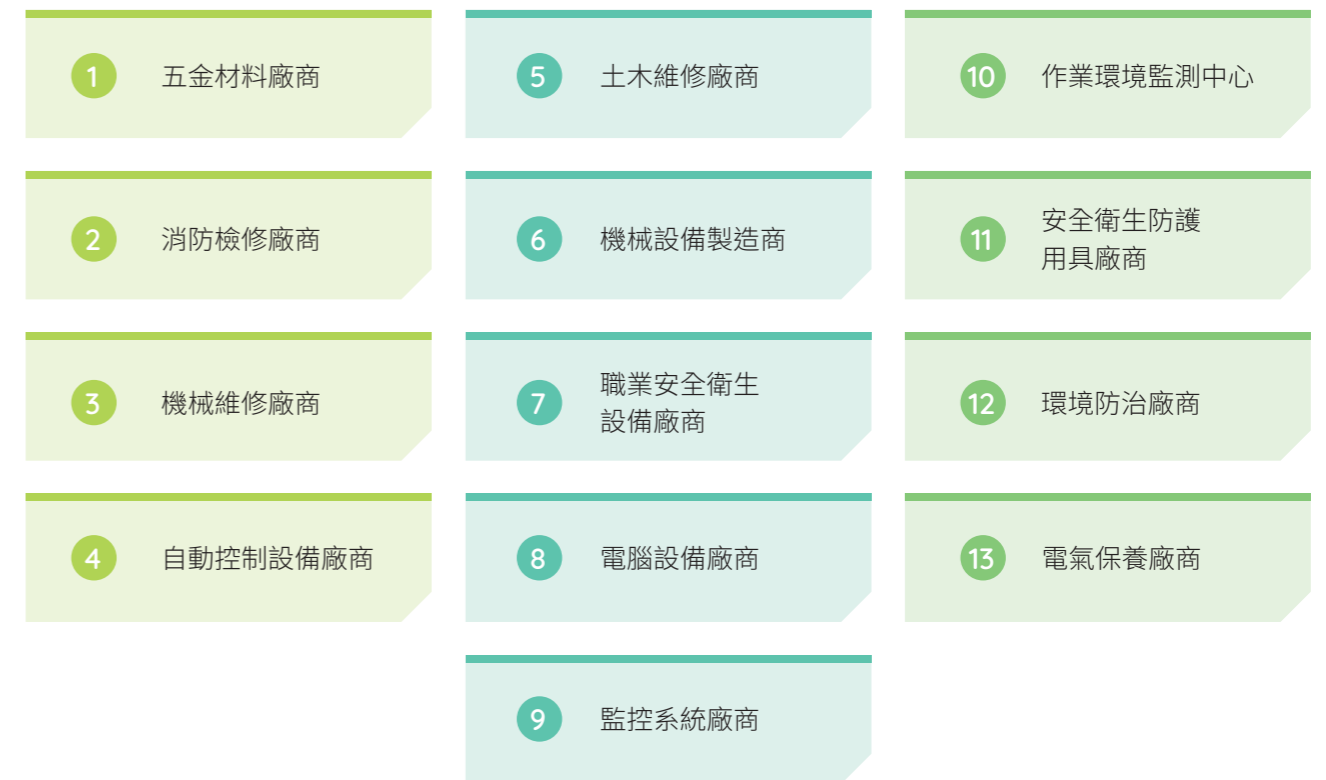 1 五金材料廠商
2 消防檢修廠商
3 機械維修廠商
4 自動控制設備廠商
5 土木維修廠商
6 機械設備製造商
7 職業安全衛生
設備廠商
8 電腦設備廠商
9 監控系統廠商
10 作業環境監測中心
11 安全衛生防護
用具廠商
12 環境防治廠商
13 電氣保養廠商